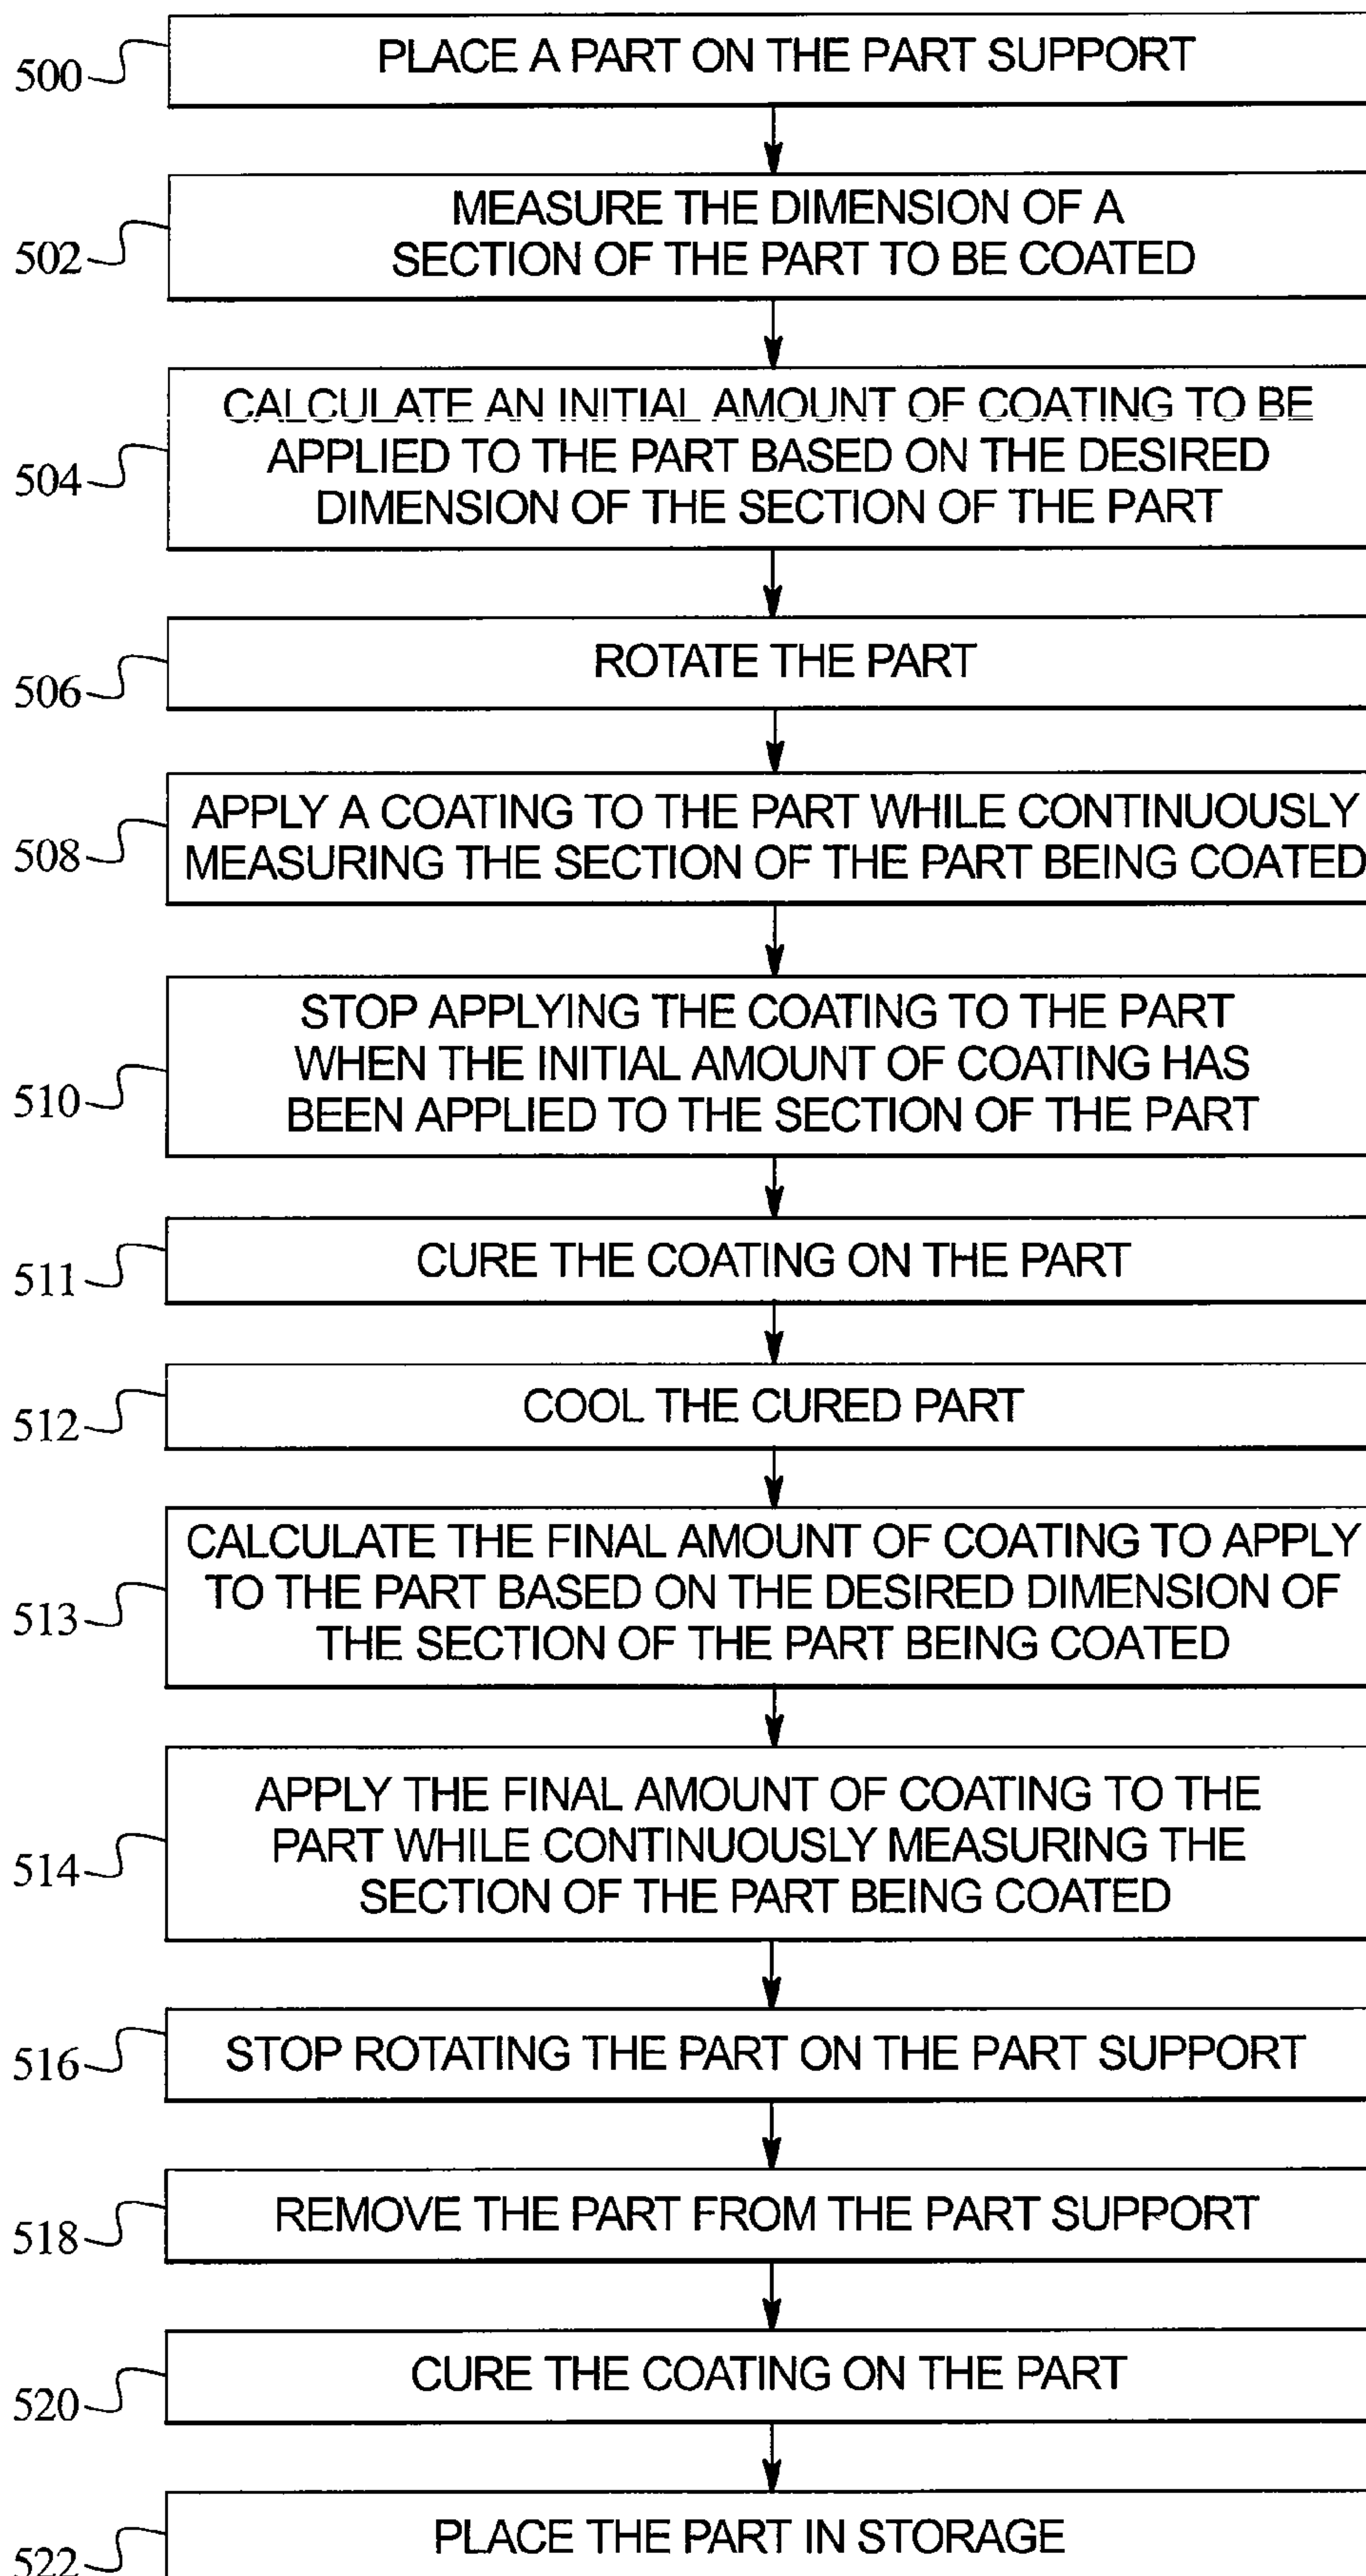 500
PLACE A PART ON THE PART SUPPORT
502
MEASURE THE DIMENSION OF A
SECTION OF THE PART TO BE COATED
504
CALCULATE AN INITIAL AMOUNT OF COATING TO BE
APPLIED TO THE PART BASED ON THE DESIRED
DIMENSION OF THE SECTION OF THE PART
506
ROTATE THE PART
508
APPLY A COATING TO THE PART WHILE CONTINUOUSLY
MEASURING THE SECTION OF THE PART BEING COATED
510
STOP APPLYING THE COATING TO THE PART
WHEN THE INITIAL AMOUNT OF COATING HAS
BEEN APPLIED TO THE SECTION OF THE PART
511
CURE THE COATING ON THE PART
512
COOL THE CURED PART
513
CALCULATE THE FINAL AMOUNT OF COATING TO APPLY
TO THE PART BASED ON THE DESIRED DIMENSION OF
THE SECTION OF THE PART BEING COATED
514
APPLY THE FINAL AMOUNT OF COATING TO THE
PART WHILE CONTINUOUSLY MEASURING THE
SECTION OF THE PART BEING COATED
516
STOP ROTATING THE PART ON THE PART SUPPORT
518
REMOVE THE PART FROM THE PART SUPPORT
520
CURE THE COATING ON THE PART
522
PLACE THE PART IN STORAGE